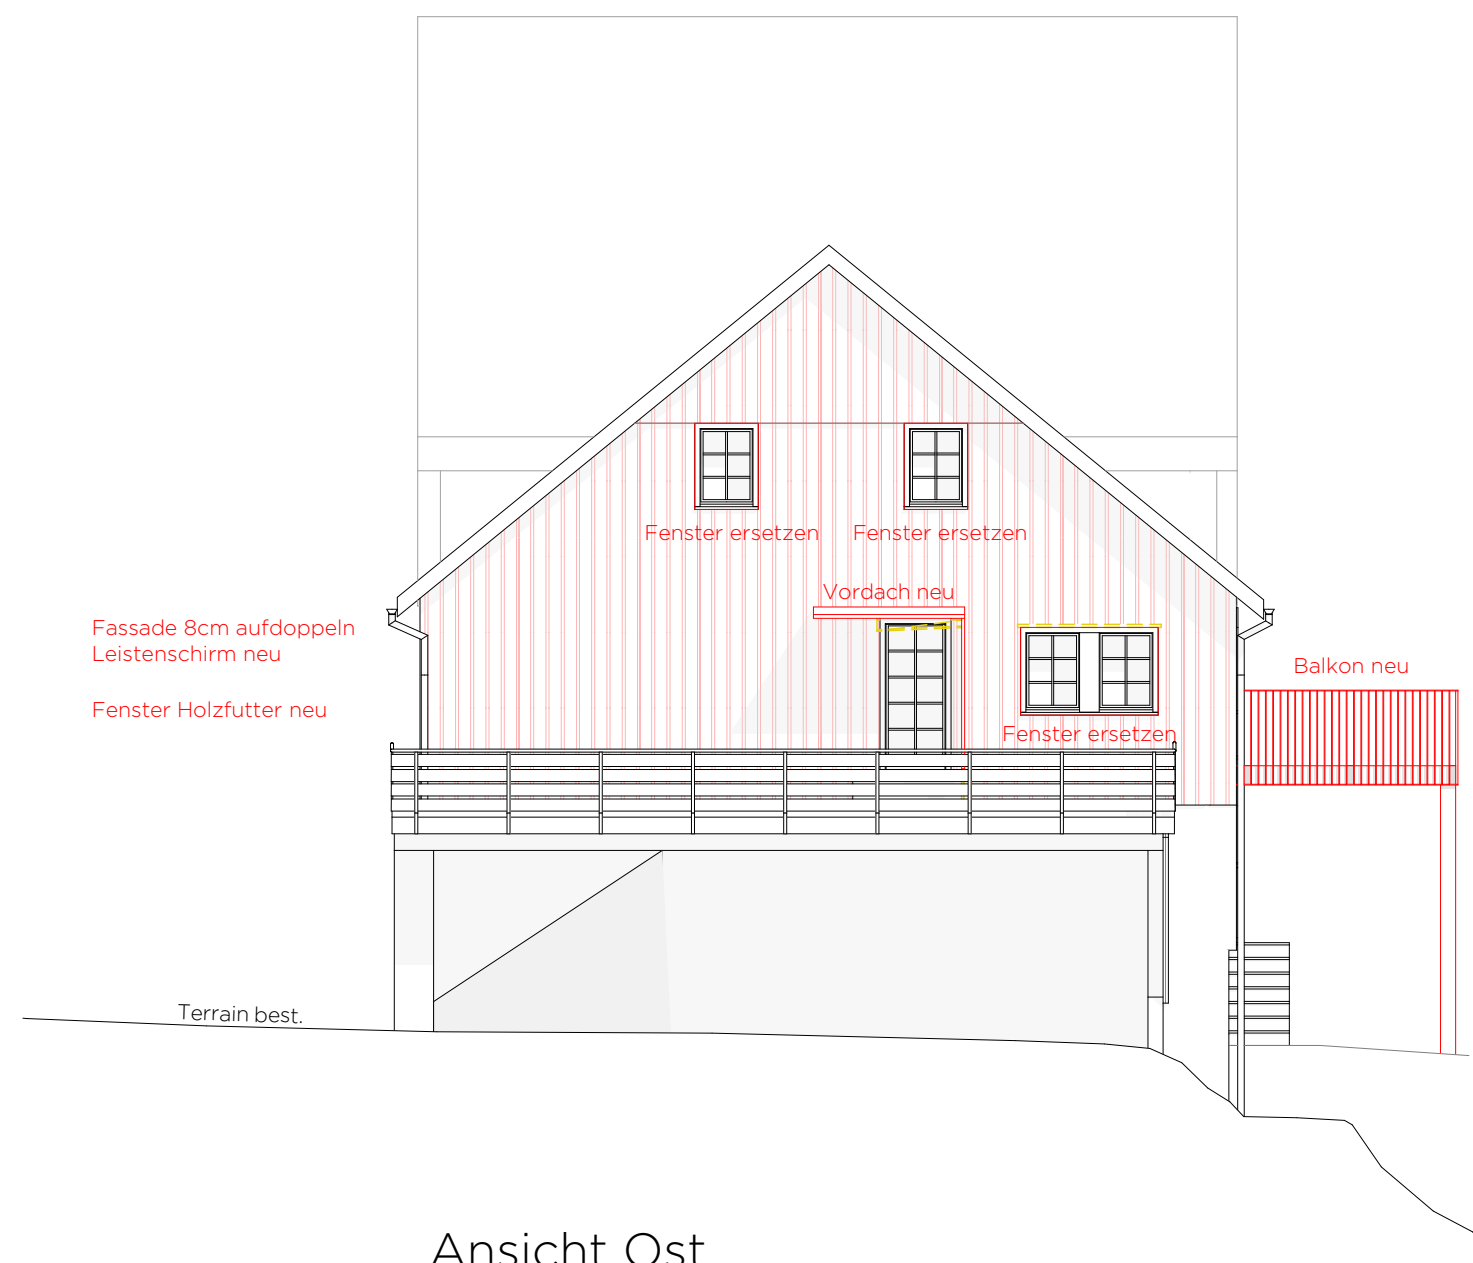 Fenster ersetzen
Fenster ersetzen
Vordach neu
Fassade 8cm aufdoppeln
Leistenschirm neu
Fenster Holzfutter neu
Balkon neu
Fenster ersetzen
Terrain best.
Ansicht Ost